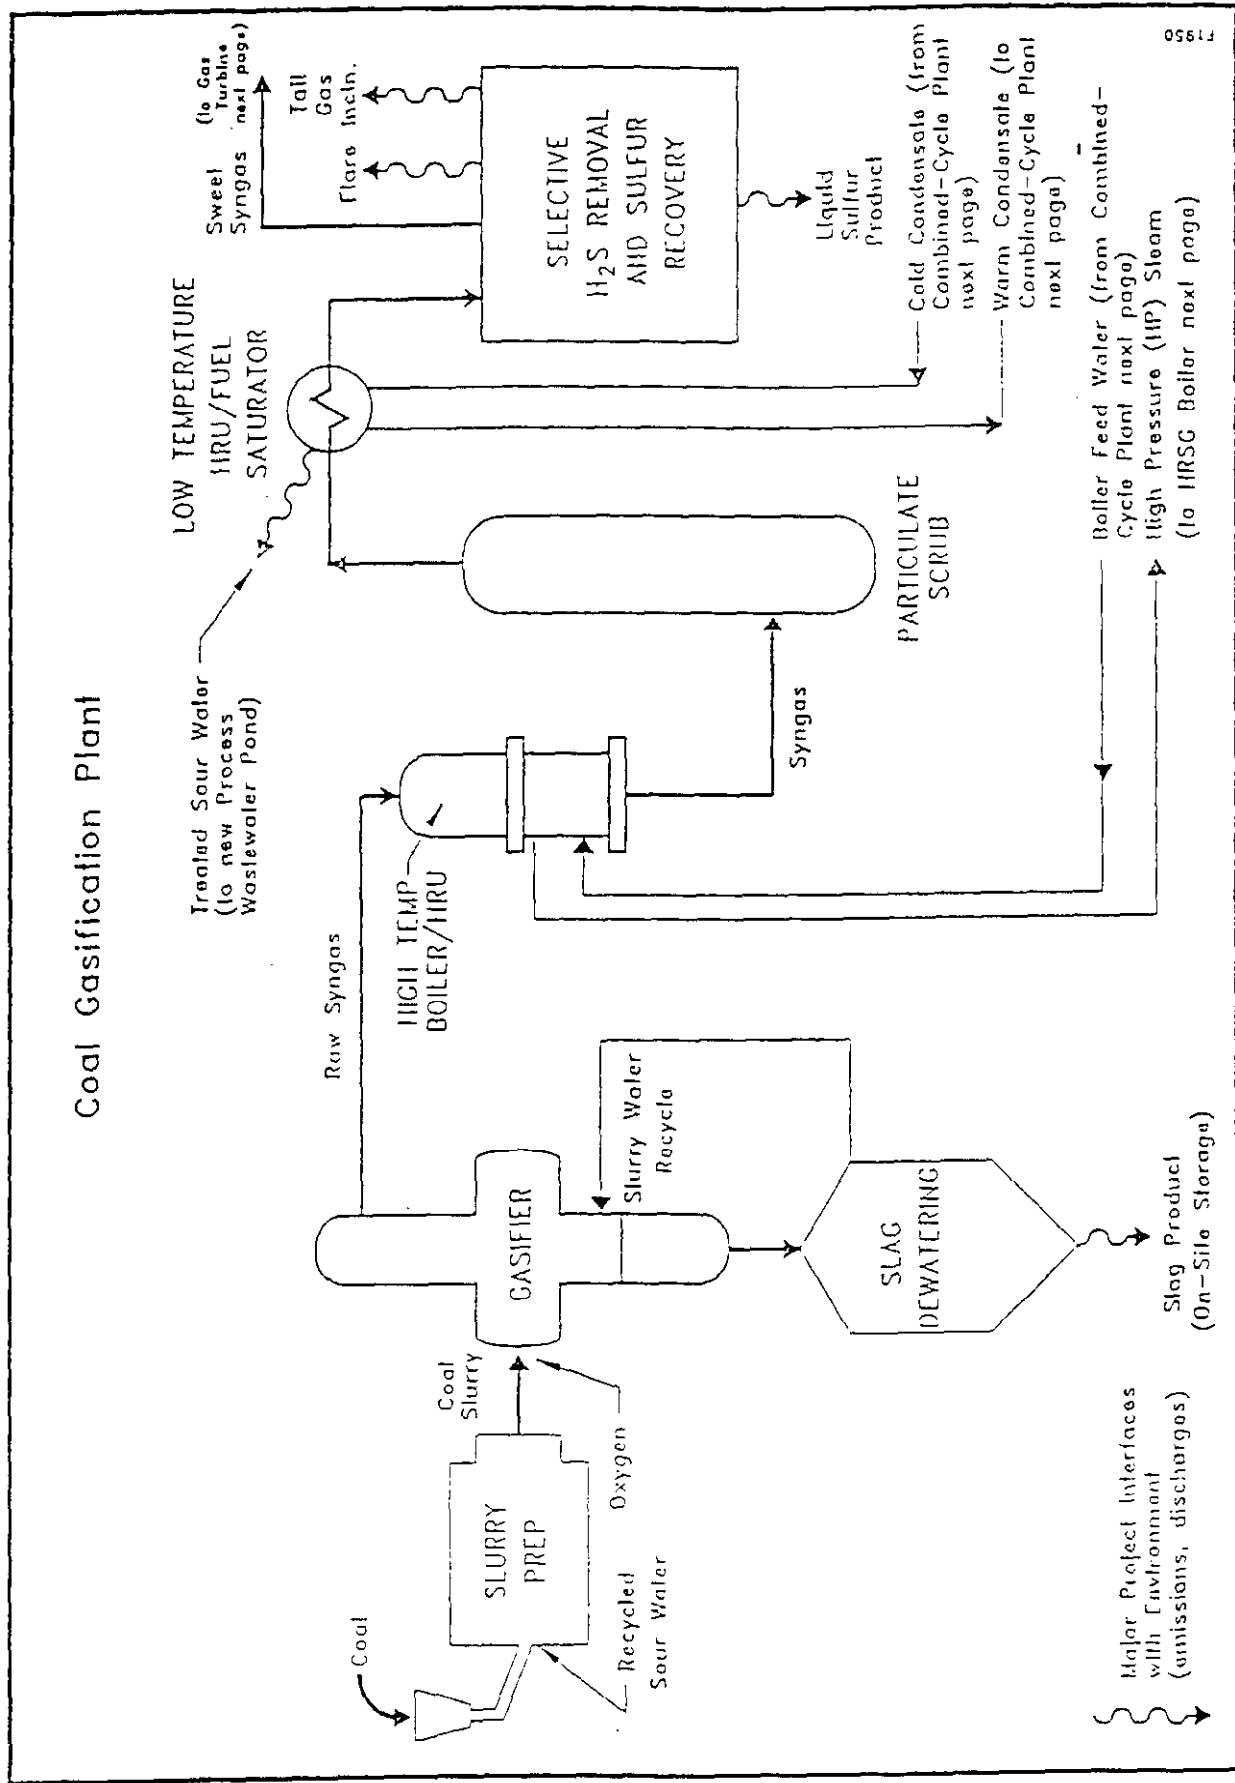 Coal Gasification Plant
Coal
SLURRY
PREP
Recycled
Sour Water
Coal
Slurry
Oxygen
GASIFIER
Slurry Water
Recycle
SLAG
DEWATERING
Slag Product
(On-Site Storage)
Raw Syngas
HIGH TEMP
BOILER/HRU
Syngas
PARTICULATE
SCRUB
Treated Sour Water
(to new Process
Wastewater Pond)
LOW TEMPERATURE
HRU/FUEL
SATURATOR
Sweet
Syngas
(to Gas
Turbine
next page)
Tail
Gas
Incin.
Flare
SELECTIVE
H₂S REMOVAL
AND SULFUR
RECOVERY
Liquid
Sulfur
Product
Cold Condensate (from
Combined-Cycle Plant
next page)
Warm Condensate (to
Combined-Cycle Plant
next page)
Boiler Feed Water (from Combined-
Cycle Plant next page)
High Pressure (HP) Steam
(to HRSG Boiler next page)
Major Project Interfaces
with Environment
(emissions, discharges)
F1950